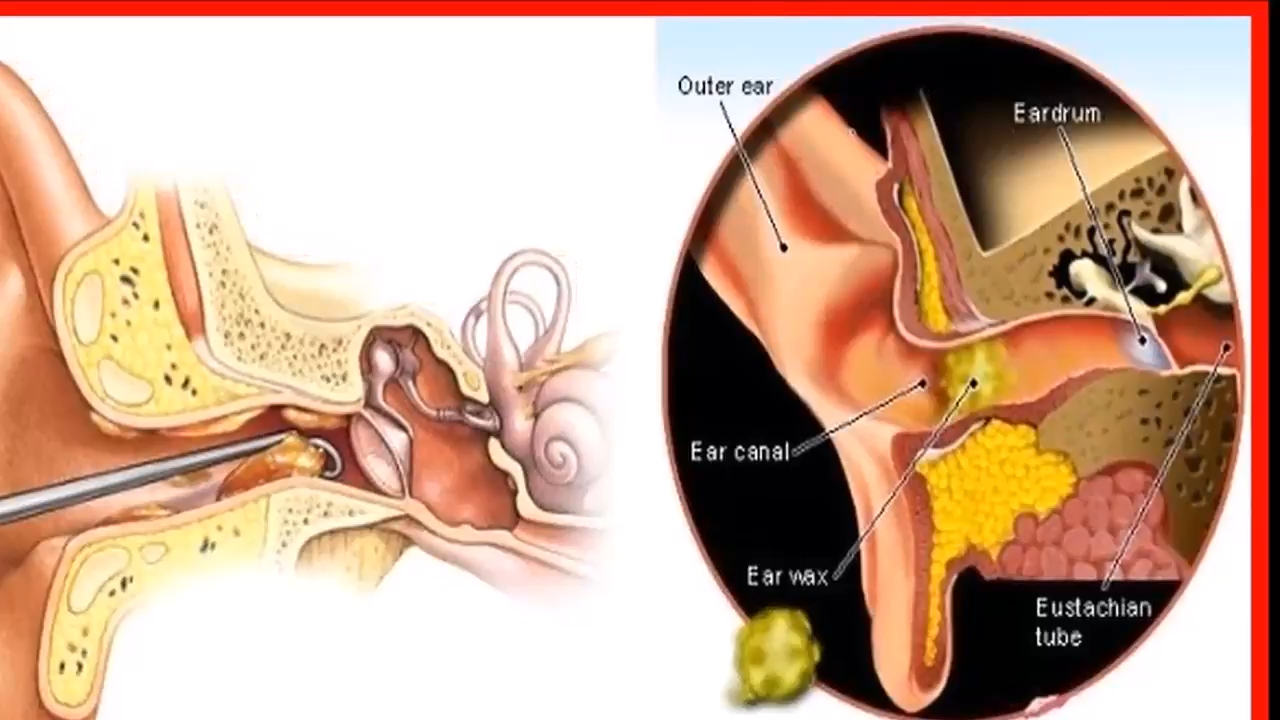 Outer ear
Eardrum
Ear canal
Ear wax
Eustachian
tube